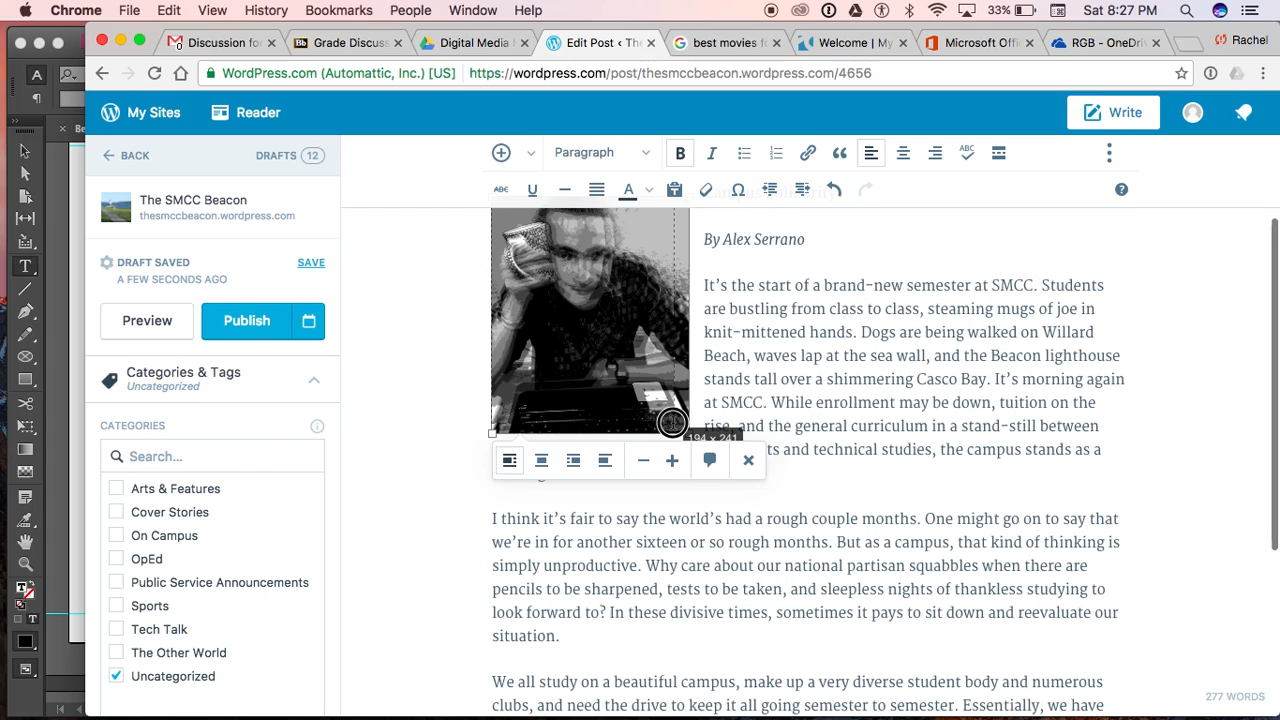 Chrome File Edit View History Bookmarks People Window Help 33% Sat 8:27 PM
Discussion for Bb Grade Discus Digital Media Edit Post ‹ The best movies fo Welcome | My Microsoft Offi RGB - OneDriv Rachel
WordPress.com (Automattic, Inc.) [US] https://wordpress.com/post/thesmccbeacon.wordpress.com/4656
My Sites Reader Write
BACK DRAFTS 12
Paragraph B I
ABC U A
The SMCC Beacon
thesmccbeacon.wordpress.com
DRAFT SAVED SAVE
A FEW SECONDS AGO
Preview Publish
Categories & Tags
Uncategorized
CATEGORIES
Search...
Arts & Features
Cover Stories
On Campus
OpEd
Public Service Announcements
Sports
Tech Talk
The Other World
Uncategorized
By Alex Serrano
It’s the start of a brand-new semester at SMCC. Students
are bustling from class to class, steaming mugs of joe in
knit-mittened hands. Dogs are being walked on Willard
Beach, waves lap at the sea wall, and the Beacon lighthouse
stands tall over a shimmering Casco Bay. It’s morning again
at SMCC. While enrollment may be down, tuition on the
rise, and the general curriculum in a stand-still between
and technical studies, the campus stands as a
194 x 241
I think it’s fair to say the world’s had a rough couple months. One might go on to say that
we’re in for another sixteen or so rough months. But as a campus, that kind of thinking is
simply unproductive. Why care about our national partisan squabbles when there are
pencils to be sharpened, tests to be taken, and sleepless nights of thankless studying to
look forward to? In these divisive times, sometimes it pays to sit down and reevaluate our
situation.
We all study on a beautiful campus, make up a very diverse student body and numerous
clubs, and need the drive to keep it all going semester to semester. Essentially, we have
277 WORDS